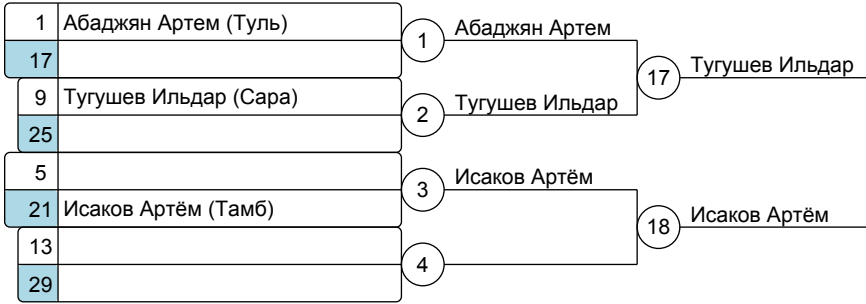 1 Абаджян Артем (Туль)
17
1 Абаджян Артем
9 Тугушев Ильдар (Сара)
25
2 Тугушев Ильдар
17 Тугушев Ильдар
5
21 Исаков Артём (Тамб)
3 Исаков Артём
13
29
4
18 Исаков Артём